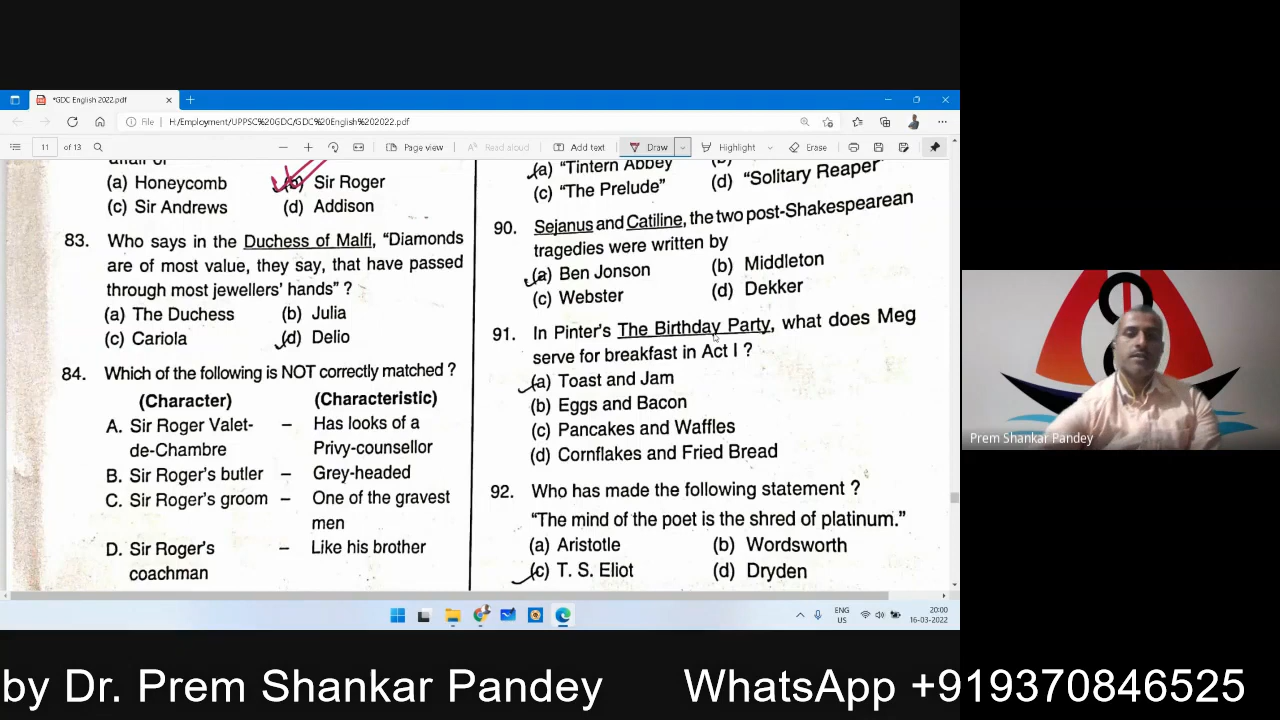 *GDC English 2022.pdf
File
H:/Employment/UPPSC%20GDC/GDC%20English%202022.pdf
11 of 13
Page view
Read aloud
Add text
Draw
Highlight
Erase
affair of
(a) Honeycomb (b) Sir Roger
(c) Sir Andrews (d) Addison
83. Who says in the Duchess of Malfi, “Diamonds
are of most value, they say, that have passed
through most jewellers' hands” ?
(a) The Duchess (b) Julia
(c) Cariola (d) Delio
84. Which of the following is NOT correctly matched ?
(Character) (Characteristic)
A. Sir Roger Valet- – Has looks of a
de-Chambre Privy-counsellor
B. Sir Roger's butler – Grey-headed
C. Sir Roger's groom – One of the gravest
men
D. Sir Roger's – Like his brother
coachman
(a) “Tintern Abbey
(c) “The Prelude” (d) “Solitary Reaper”
90. Sejanus and Catiline, the two post-Shakespearean
tragedies were written by
(a) Ben Jonson (b) Middleton
(c) Webster (d) Dekker
91. In Pinter's The Birthday Party, what does Meg
serve for breakfast in Act I ?
(a) Toast and Jam
(b) Eggs and Bacon
(c) Pancakes and Waffles
(d) Cornflakes and Fried Bread
92. Who has made the following statement ?
“The mind of the poet is the shred of platinum.”
(a) Aristotle (b) Wordsworth
(c) T. S. Eliot (d) Dryden
Prem Shankar Pandey
ENG
US
20:00
16-03-2022
by Dr. Prem Shankar Pandey WhatsApp +919370846525